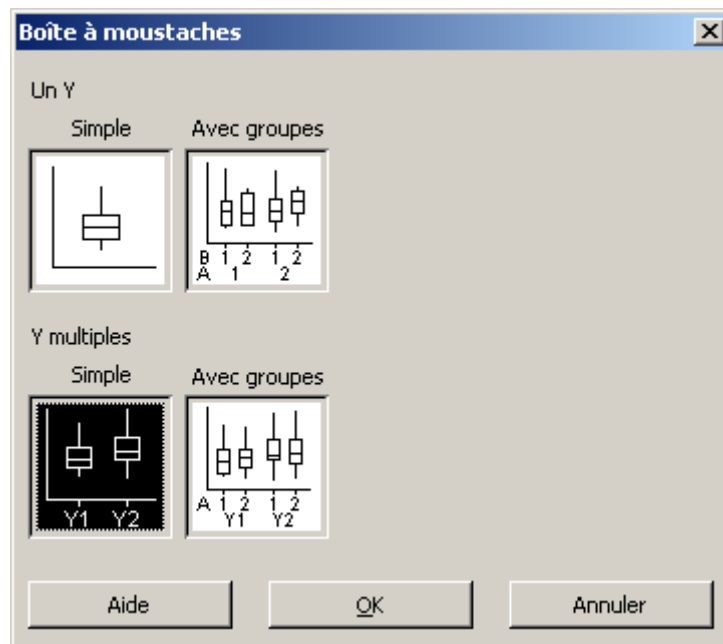 Boîte à moustaches
Un Y
Simple Avec groupes
B 1 2 1 2
A 1 2
Y multiples
Simple Avec groupes
Y1 Y2
A 1 2 1 2
Y1 Y2
Aide OK Annuler